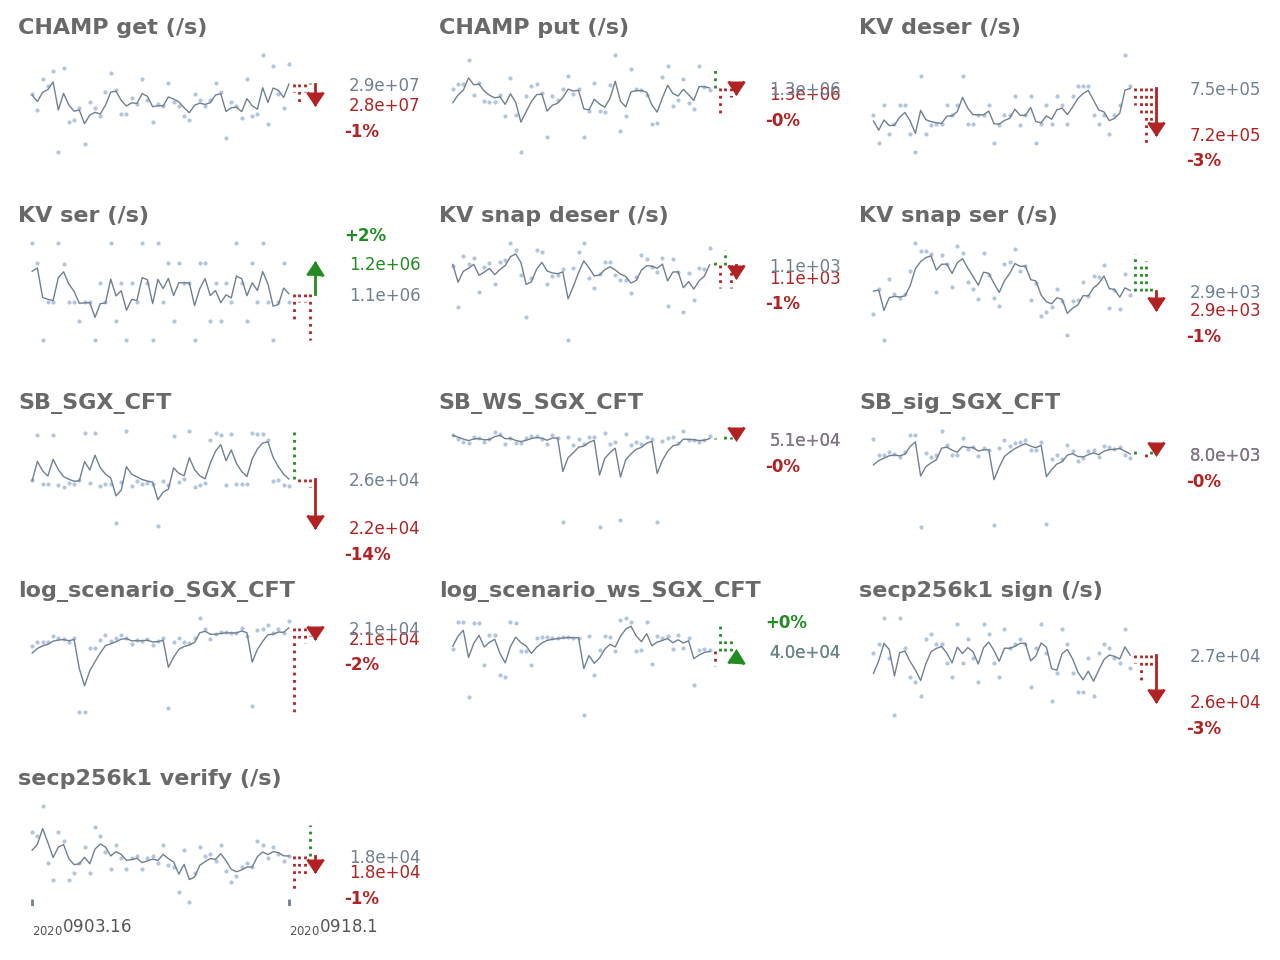 CHAMP get (/s)
2.9e+07
2.8e+07
-1%
CHAMP put (/s)
1.3e+06
1.3e+06
-0%
KV deser (/s)
7.5e+05
7.2e+05
-3%
KV ser (/s)
+2%
1.2e+06
1.1e+06
KV snap deser (/s)
1.1e+03
1.1e+03
-1%
KV snap ser (/s)
2.9e+03
2.9e+03
-1%
SB_SGX_CFT
2.6e+04
2.2e+04
-14%
SB_WS_SGX_CFT
5.1e+04
-0%
SB_sig_SGX_CFT
8.0e+03
-0%
log_scenario_SGX_CFT
2.1e+04
2.1e+04
-2%
log_scenario_ws_SGX_CFT
+0%
4.0e+04
secp256k1 sign (/s)
2.7e+04
2.6e+04
-3%
secp256k1 verify (/s)
1.8e+04
1.8e+04
-1%
20200903.16
20200918.1